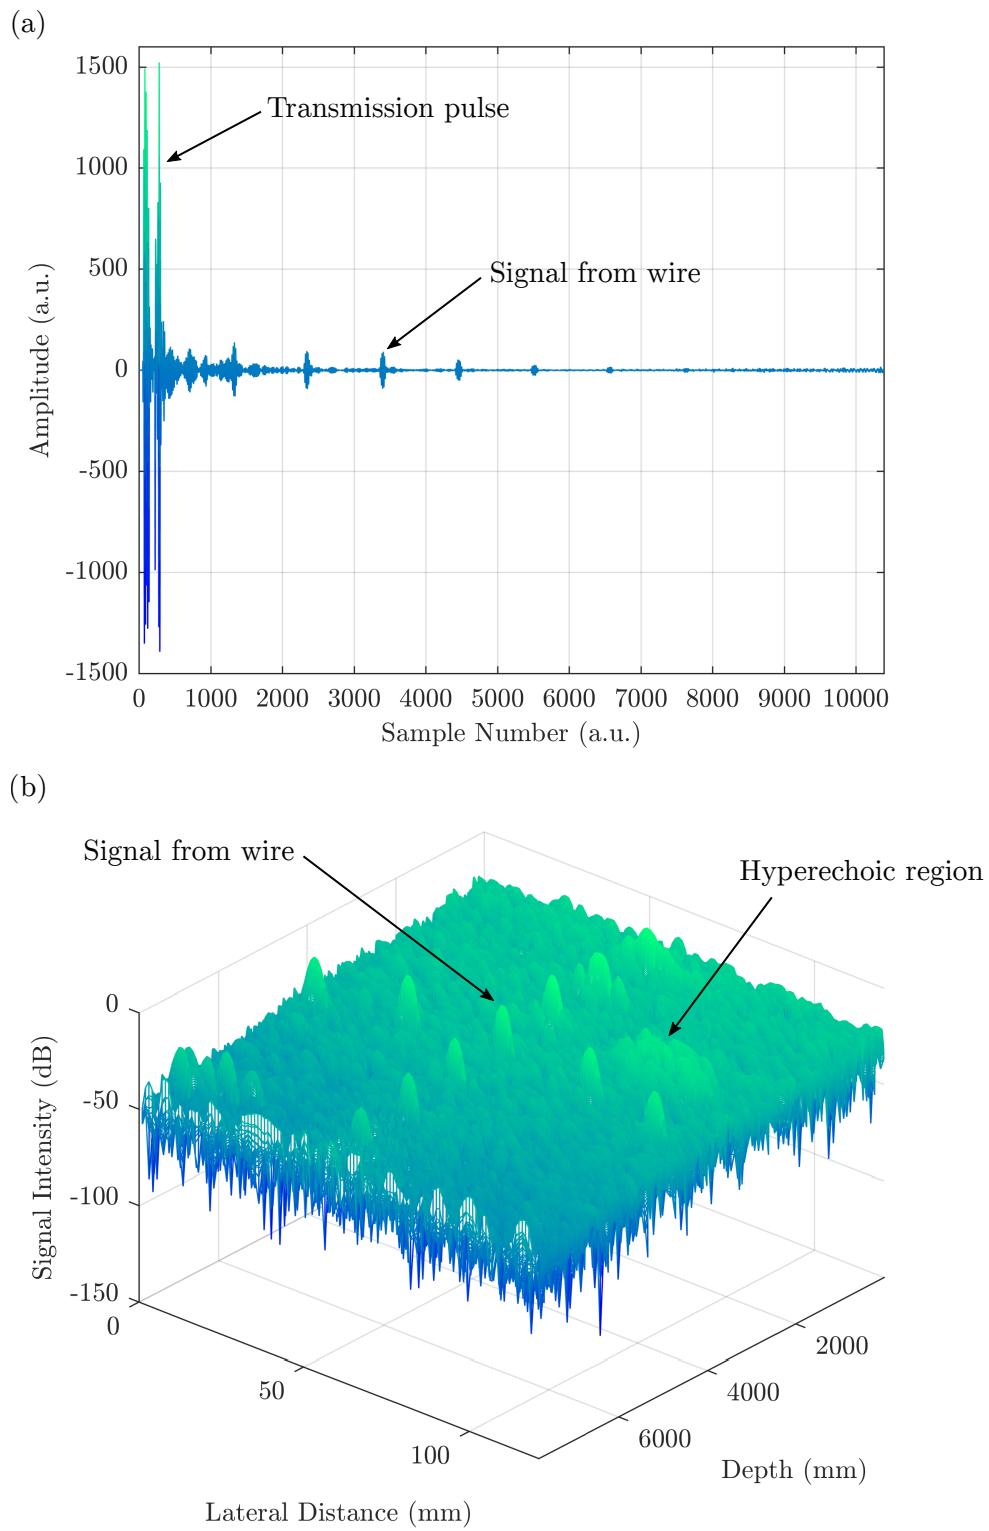 (a)
1500
1000
500
0
-500
-1000
-1500
Amplitude (a.u.)
Transmission pulse
Signal from wire
0 1000 2000 3000 4000 5000 6000 7000 8000 9000 10000
Sample Number (a.u.)
(b)
Signal from wire
Hyperechoic region
0
-50
-100
-150
Signal Intensity (dB)
0
50
100
Lateral Distance (mm)
2000
4000
6000
Depth (mm)